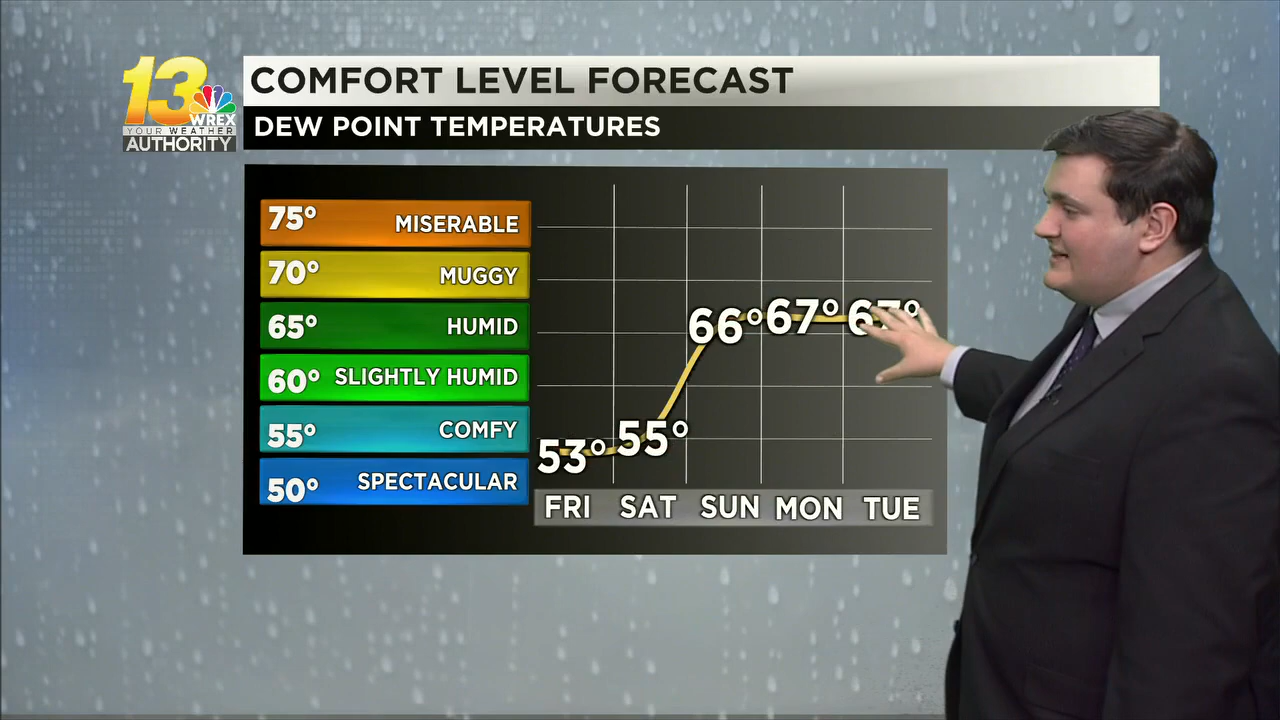 13
WREX
YOUR WEATHER
AUTHORITY
COMFORT LEVEL FORECAST
DEW POINT TEMPERATURES
75° MISERABLE
70° MUGGY
65° HUMID
60° SLIGHTLY HUMID
55° COMFY
50° SPECTACULAR
53° 55° 66° 67° 67°
FRI SAT SUN MON TUE